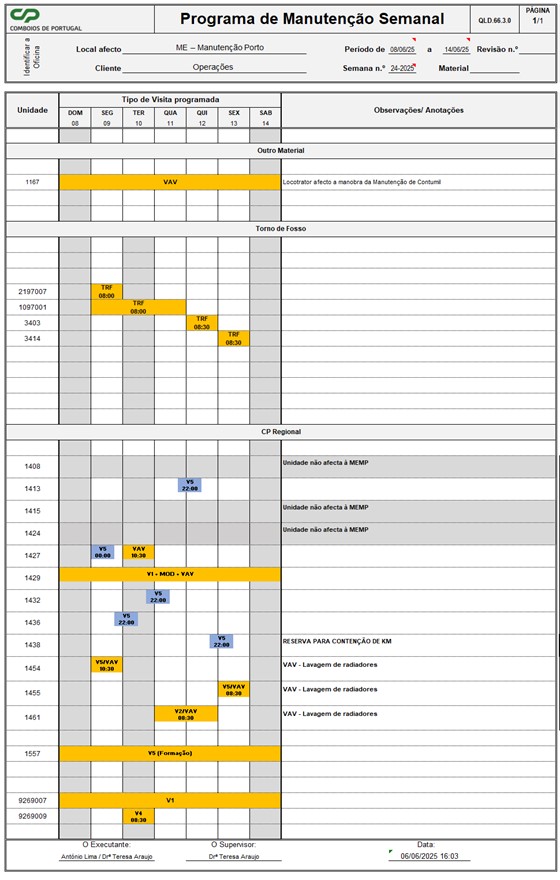 CP
COMBOIOS DE PORTUGAL
Programa de Manutenção Semanal
QLD.66.3.0
PÁGINA
1/1
Identificar a Oficina
Local afecto ME – Manutenção Porto
Periodo de 08/06/25 a 14/06/25 Revisão n.º
Cliente Operações
Semana n.º 24-2025 Material
Unidade
Tipo de Visita programada
Observações/ Anotações
DOM SEG TER QUA QUI SEX SAB
08 09 10 11 12 13 14
Outro Material
1167 VAV Locotrator afecto a manobra da Manutenção de Contumil
Torno de Fosso
2197007 TRF 08:00
1097001 TRF 08:00
3403 TRF 08:30
3414 TRF 08:30
CP Regional
1408 Unidade não afecta à MEMP
1413 V5 22:00
1415 Unidade não afecta à MEMP
1424 Unidade não afecta à MEMP
1427 V5 00:00 VAV 10:30
1429 V1 + MOD + VAV
1432 V5 22:00
1436 V5 22:00
1438 V5 22:00 RESERVA PARA CONTENÇÃO DE KM
1454 V5/VAV 10:30 VAV - Lavagem de radiadores
1455 V5/VAV 08:30 VAV - Lavagem de radiadores
1461 V2/VAV 08:30 VAV - Lavagem de radiadores
1557 V5 (Formação)
9269007 V1
9269009 V4 08:30
O Executante: O Supervisor: Data:
António Lima / Drª Teresa Araujo Drª Teresa Araujo 06/06/2025 16:03